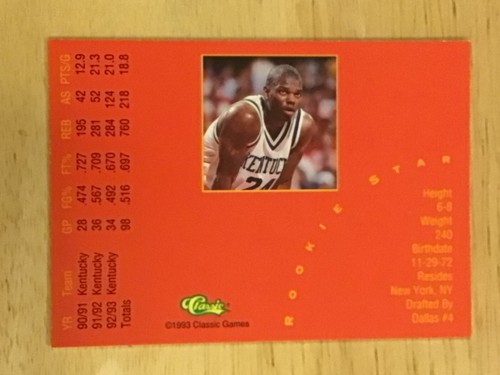 YR Team GP FG% FT% REB AS PTS/G
90/91 Kentucky 28 .474 .727 195 42 12.9
91/92 Kentucky 36 .567 .709 281 52 21.3
92/93 Kentucky 34 .492 .670 284 124 21.0
Totals 98 .516 .697 760 218 18.8
KENTUCK
24
Classic
©1993 Classic Games
ROOKIE STAR
Height
6-8
Weight
240
Birthdate
11-29-72
Resides
New York, NY
Drafted By
Dallas #4